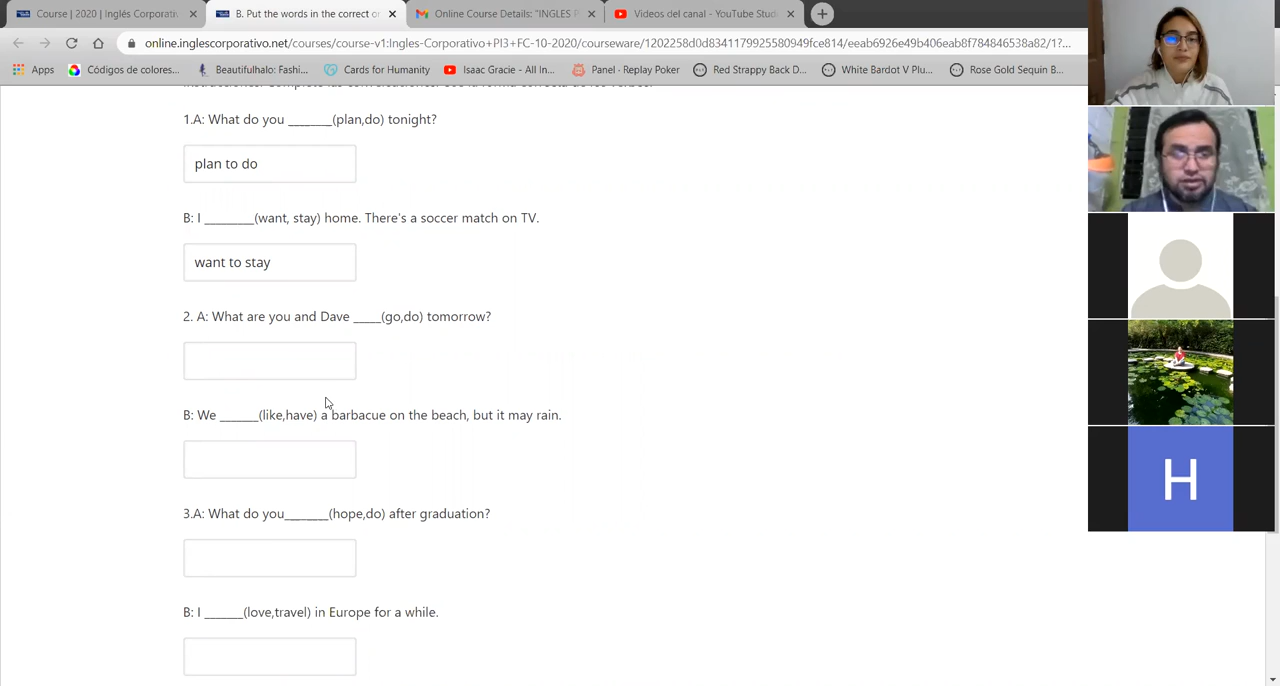 Course | 2020 | Inglés Corporati
B. Put the words in the correct or
Online Course Details: "INGLES P
Videos del canal - YouTube Stud
online.inglescorporativo.net/courses/course-v1:Ingles-Corporativo+PI3+FC-10-2020/courseware/1202258d0d8341179925580949fce814/eeab6926e49b406eab8f784846538a82/1?...
Apps
Códigos de colores...
Beautifulhalo: Fashi...
Cards for Humanity
Isaac Gracie - All In...
Panel · Replay Poker
Red Strappy Back D...
White Bardot V Plu...
Rose Gold Sequin B...
1.A: What do you _______(plan,do) tonight?
plan to do
B: I ________(want, stay) home. There's a soccer match on TV.
want to stay
2. A: What are you and Dave _____(go,do) tomorrow?
B: We ______(like,have) a barbacue on the beach, but it may rain.
3.A: What do you_______(hope,do) after graduation?
B: I ______(love,travel) in Europe for a while.
H